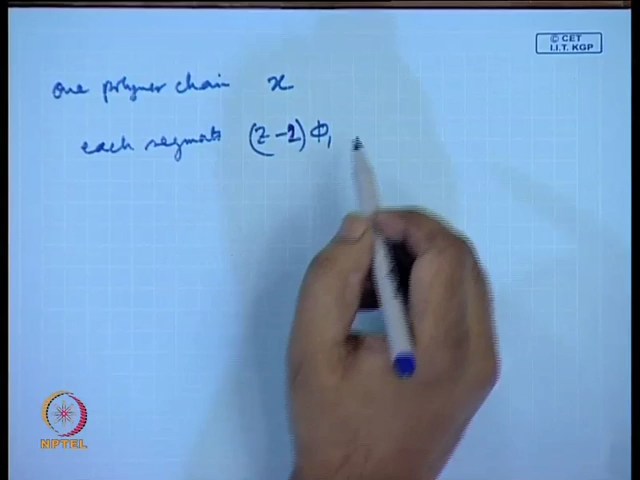 © CET
I.I.T. KGP
one polymer chain x
each segments (z-2) Φ₁
NPTEL